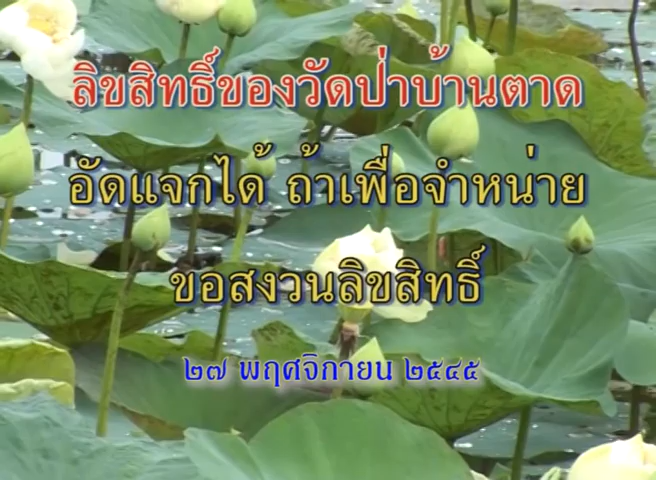 ลิขสิทธิ์ของวัดป่าบ้านตาด
อัดแจกได้ ถ้าเพื่อจำหน่าย
ขอสงวนลิขสิทธิ์
๒๗ พฤศจิกายน ๒๕๔๕